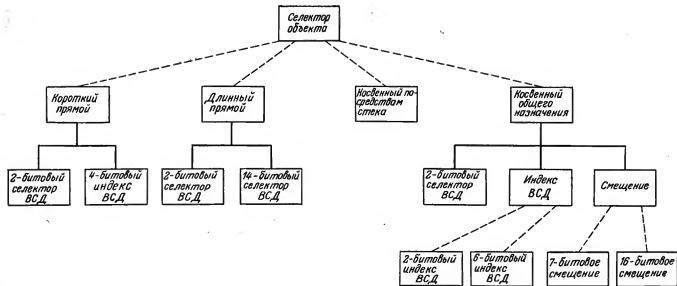 Селектор
объекта
Короткий
прямой
Длинный
прямой
Косвенный по-
средствам
стека
Косвенный
общего
назначения
2-битовый
селектор
ВСД
4-битовый
индекс
ВСД
2-битовый
селектор
ВСД
14-битовый
селектор
ВСД
2-битовый
селектор
ВСД
Индекс
ВСД
Смещение
2-битовый
индекс
ВСД
6-битовый
индекс
ВСД
7-битовое
смещение
16-битовое
смещение